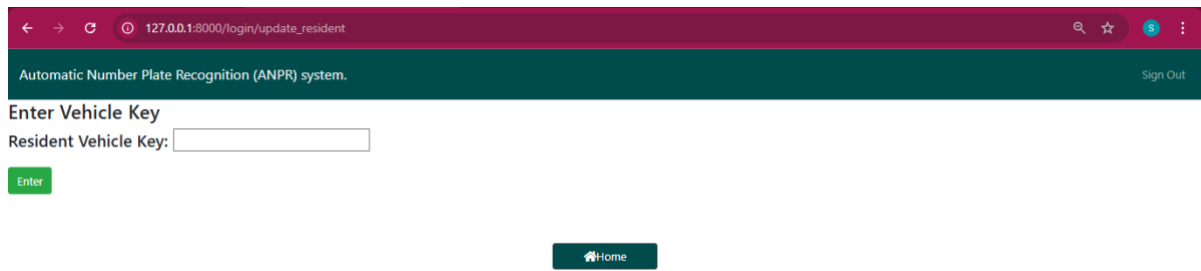 127.0.0.1:8000/login/update_resident
S
Automatic Number Plate Recognition (ANPR) system.
Sign Out
Enter Vehicle Key
Resident Vehicle Key:
Enter
Home